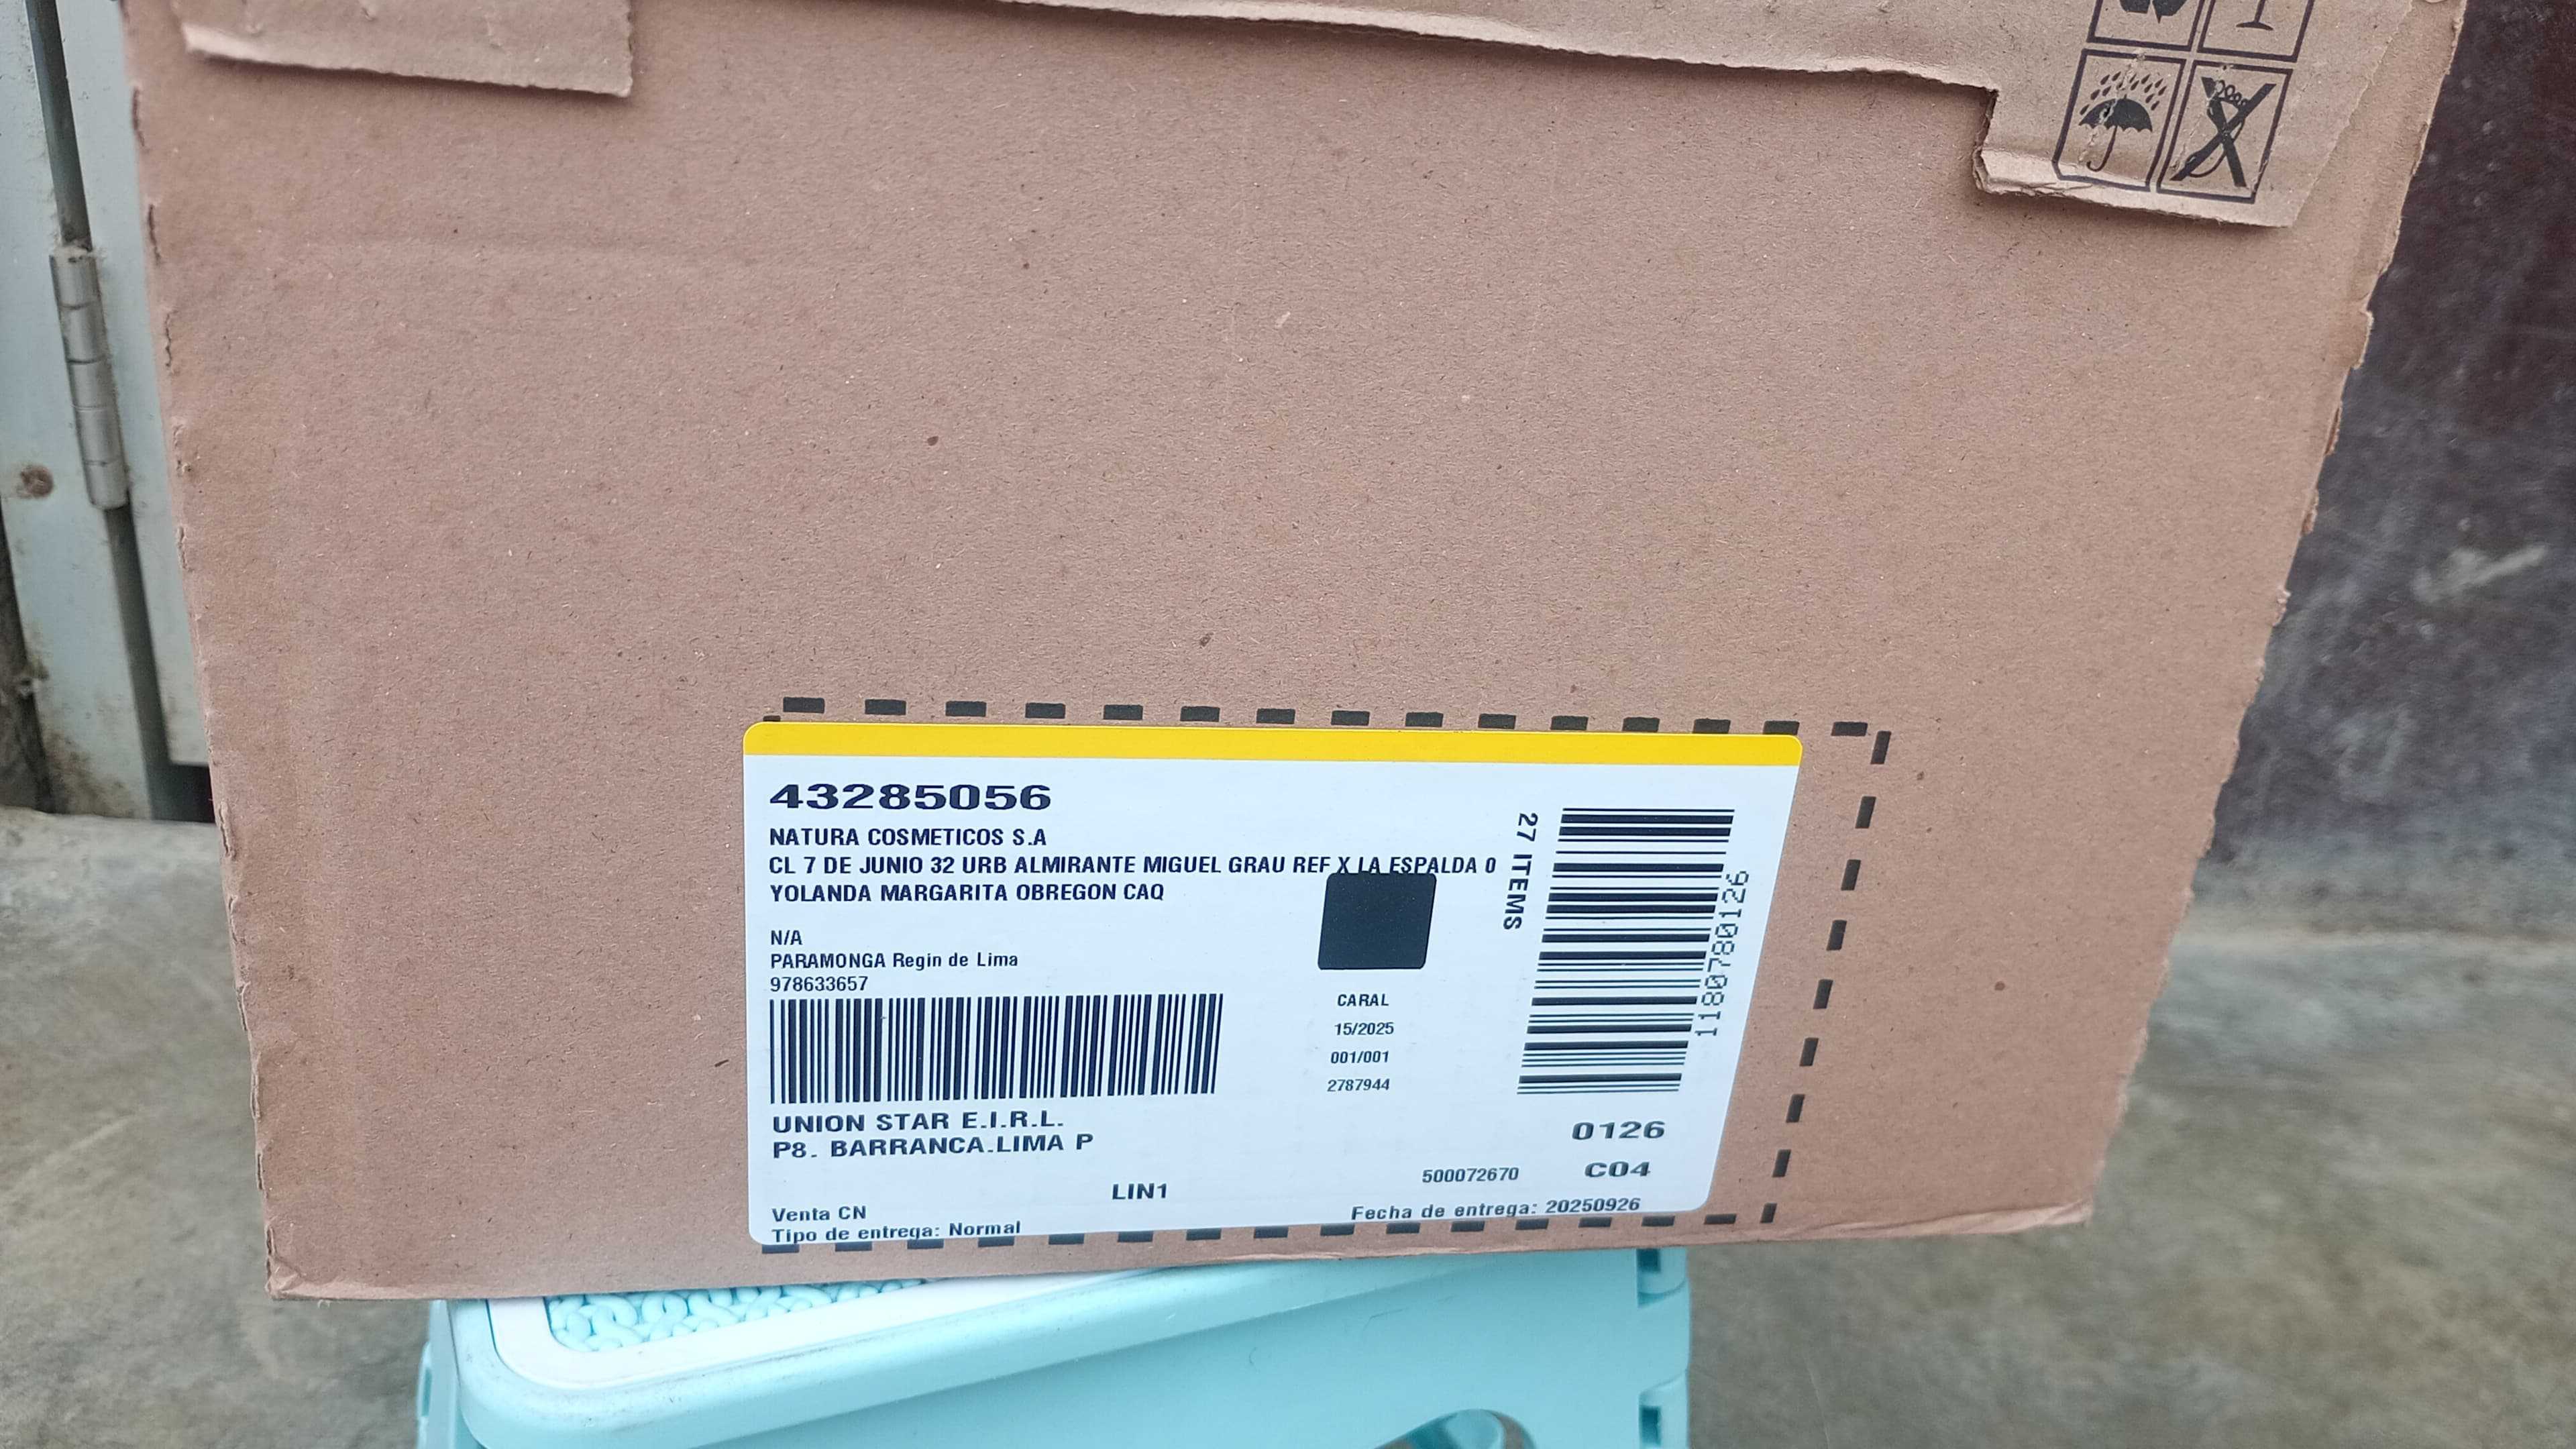 43285056
NATURA COSMETICOS S.A
CL 7 DE JUNIO 32 URB ALMIRANTE MIGUEL GRAU REF X LA ESPALDA 0
YOLANDA MARGARITA OBREGON CAQ
N/A
PARAMONGA Regin de Lima
978633657
UNION STAR E.I.R.L.
P8. BARRANCA.LIMA P
LIN1
Venta CN
Tipo de entrega: Normal
CARAL
15/2025
001/001
2787944
27 ITEMS
1180780126
0126
500072670
C04
Fecha de entrega: 20250926